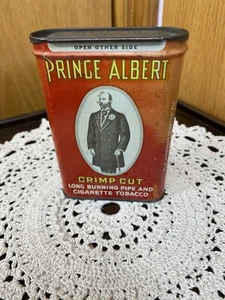 OPEN OTHER SIDE
PRINCE ALBERT
CRIMP CUT
LONG BURNING PIPE AND
CIGARETTE TOBACCO